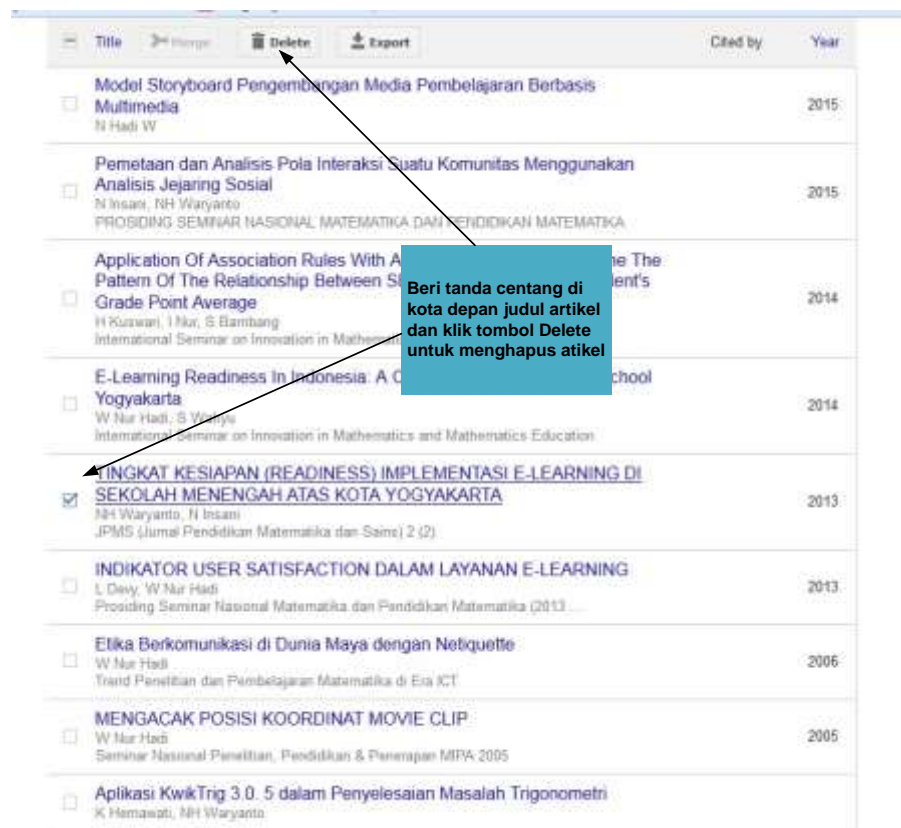 Title Merge Delete Export Cited by Year
Model Storyboard Pengembangan Media Pembelajaran Berbasis
Multimedia
N Hadi W
2015
Pemetaan dan Analisis Pola Interaksi Suatu Komunitas Menggunakan
Analisis Jejaring Sosial
N Insani, NH Waryanto
PROSIDING SEMINAR NASIONAL MATEMATIKA DAN PENDIDIKAN MATEMATIKA
2015
Application Of Association Rules With A ne The
Pattern Of The Relationship Between S ent's
Grade Point Average
H Kuswari, I Nur, S Bambang
International Seminar on Innovation in Mathem
2014
Beri tanda centang di
kota depan judul artikel
dan klik tombol Delete
untuk menghapus atikel
E-Learning Readiness In Indonesia: A chool
Yogyakarta
W Nur Hadi, S Wahyu
International Seminar on Innovation in Mathematics and Mathematics Education
2014
TINGKAT KESIAPAN (READINESS) IMPLEMENTASI E-LEARNING DI
SEKOLAH MENENGAH ATAS KOTA YOGYAKARTA
NH Waryanto, N Insani
JPMS (Jurnal Pendidikan Matematika dan Sains) 2 (2)
2013
INDIKATOR USER SATISFACTION DALAM LAYANAN E-LEARNING
L Devy, W Nur Hadi
Prosiding Seminar Nasional Matematika dan Pendidikan Matematika (2013 ...
2013
Etika Berkomunikasi di Dunia Maya dengan Netiquette
W Nur Hadi
Trend Penelitian dan Pembelajaran Matematika di Era ICT
2006
MENGACAK POSISI KOORDINAT MOVIE CLIP
W Nur Hadi
Seminar Nasional Penelitian, Pendidikan & Penerapan MIPA 2005
2005
Aplikasi KwikTrig 3.0. 5 dalam Penyelesaian Masalah Trigonometri
K Hernawati, NH Waryanto